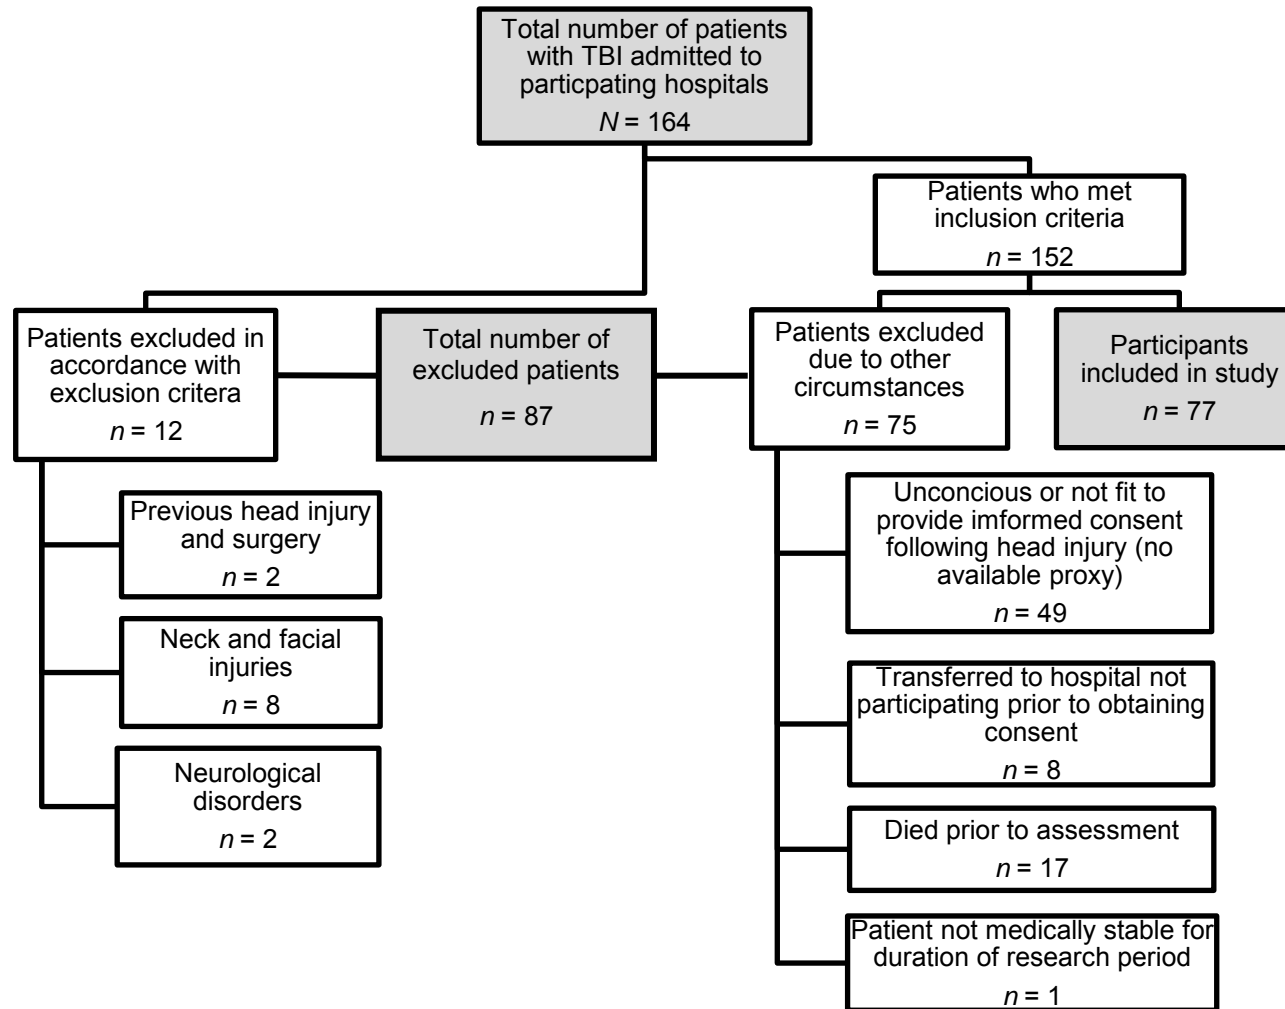 Total number of patients
with TBI admitted to
particpating hospitals
N = 164
Patients who met
inclusion criteria
n = 152
Patients excluded in
accordance with
exclusion critera
n = 12
Total number of
excluded patients
n = 87
Patients excluded
due to other
circumstances
n = 75
Participants
included in study
n = 77
Previous head injury
and surgery
n = 2
Neck and facial
injuries
n = 8
Neurological
disorders
n = 2
Unconcious or not fit to
provide imformed consent
following head injury (no
available proxy)
n = 49
Transferred to hospital not
participating prior to obtaining
consent
n = 8
Died prior to assessment
n = 17
Patient not medically stable for
duration of research period
n = 1